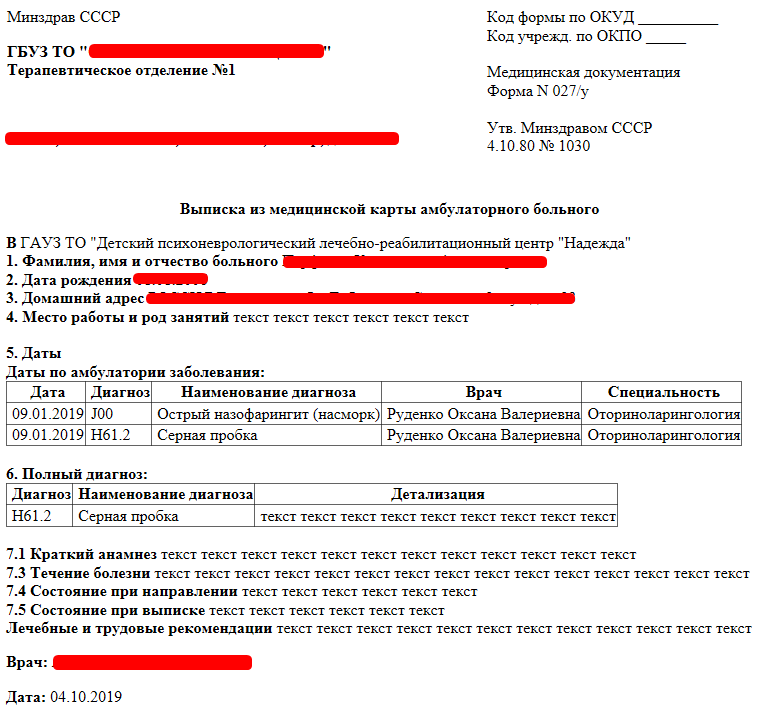 Минздрав СССР
Код формы по ОКУД __________
Код учрежд. по ОКПО _____
ГБУЗ ТО " "
Терапевтическое отделение №1
Медицинская документация
Форма N 027/у
Утв. Минздравом СССР
4.10.80 № 1030
Выписка из медицинской карты амбулаторного больного
В ГАУЗ ТО "Детский психоневрологический лечебно-реабилитационный центр "Надежда"
1. Фамилия, имя и отчество больного
2. Дата рождения
3. Домашний адрес
4. Место работы и род занятий текст текст текст текст текст текст
5. Даты
Даты по амбулатории заболевания:
Дата Диагноз Наименование диагноза Врач Специальность
09.01.2019 J00 Острый назофарингит (насморк) Руденко Оксана Валериевна Оториноларингология
09.01.2019 H61.2 Серная пробка Руденко Оксана Валериевна Оториноларингология
6. Полный диагноз:
Диагноз Наименование диагноза Детализация
H61.2 Серная пробка текст текст текст текст текст текст текст текст текст
7.1 Краткий анамнез текст текст текст текст текст текст текст текст текст текст текст текст
7.3 Течение болезни текст текст текст текст текст текст текст текст текст текст текст текст текст текст текст
7.4 Состояние при направлении текст текст текст текст текст текст
7.5 Состояние при выписке текст текст текст текст текст текст
Лечебные и трудовые рекомендации текст текст текст текст текст текст текст текст текст текст текст текст
Врач:
Дата: 04.10.2019